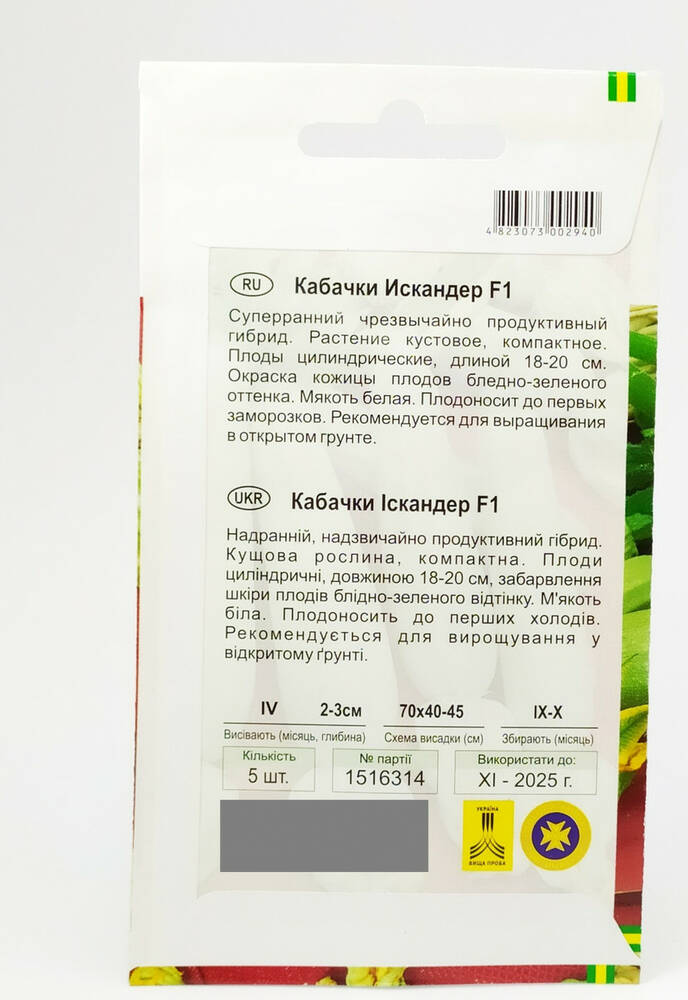 4 823073 002940
RU Кабачки Искандер F1
Суперранний чрезвычайно продуктивный
гибрид. Растение кустовое, компактное.
Плоды цилиндрические, длиной 18-20 см.
Окраска кожицы плодов бледно-зеленого
оттенка. Мякоть белая. Плодоносит до первых
заморозков. Рекомендуется для выращивания
в открытом грунте.
UKR Кабачки Іскандер F1
Надранній, надзвичайно продуктивний гібрид.
Кущова рослина, компактна. Плоди
циліндричні, довжиною 18-20 см, забарвлення
шкіри плодів блідно-зеленого відтінку. М'якоть
біла. Плодоносить до перших холодів.
Рекомендується для вирощування у
відкритому ґрунті.
IV 2-3см 70х40-45 IX-X
Висівають (місяць, глибина) Схема висадки (см) Збирають (місяць)
Кількість № партії Використати до:
5 шт. 1516314 XI - 2025 г.
УКРАЇНА
ВИЩА ПРОБА